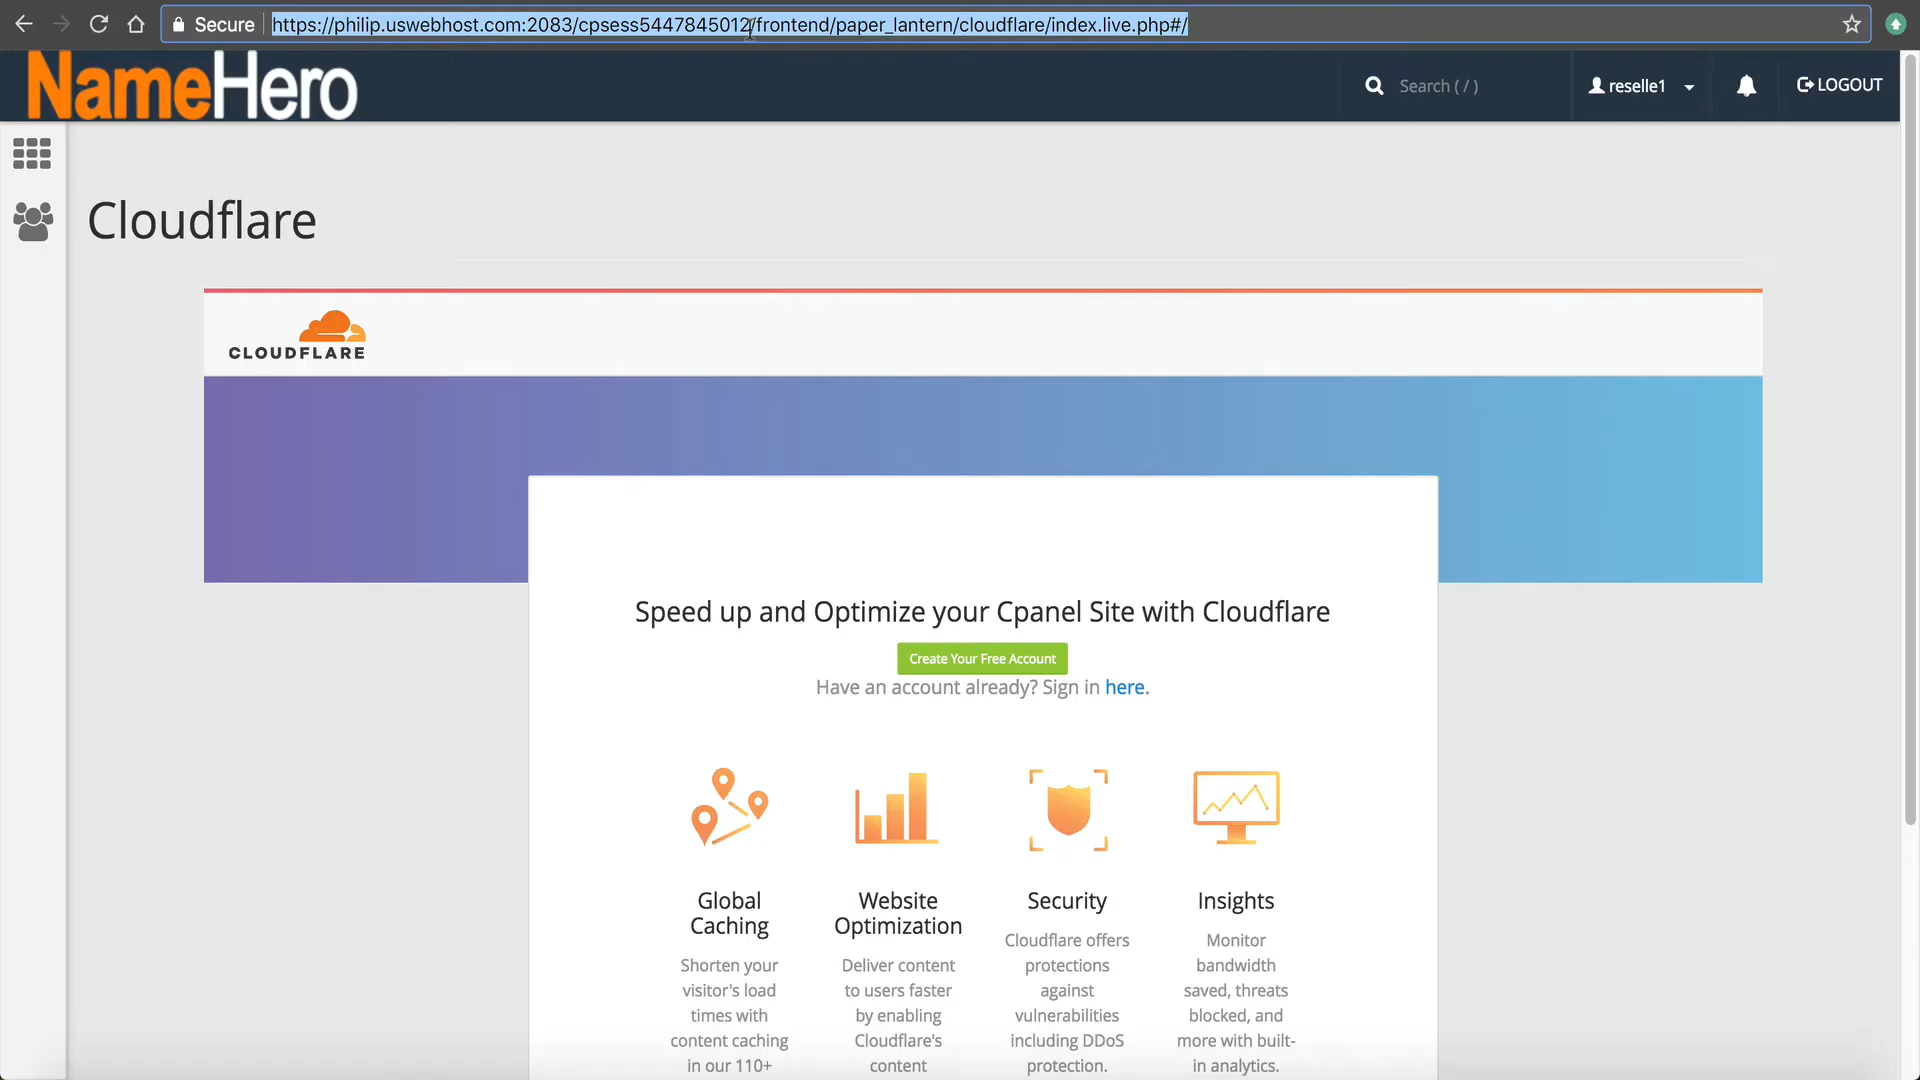 Secure https://philip.uswebhost.com:2083/cpsess5447845012/frontend/paper_lantern/cloudflare/index.live.php#/
NameHero
Search ( / )
reselle1
LOGOUT
Cloudflare
CLOUDFLARE
Speed up and Optimize your Cpanel Site with Cloudflare
Create Your Free Account
Have an account already? Sign in here.
Global
Caching
Shorten your
visitor's load
times with
content caching
in our 110+
Website
Optimization
Deliver content
to users faster
by enabling
Cloudflare's
content
Security
Cloudflare offers
protections
against
vulnerabilities
including DDoS
protection.
Insights
Monitor
bandwidth
saved, threats
blocked, and
more with built-
in analytics.